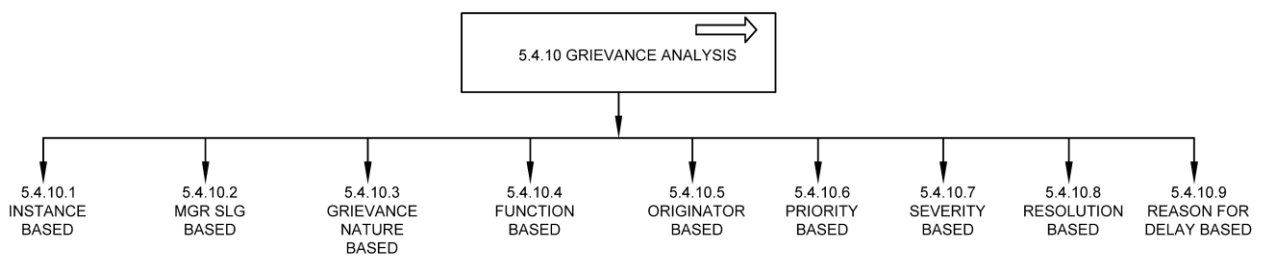 5.4.10 GRIEVANCE ANALYSIS
5.4.10.1
INSTANCE
BASED
5.4.10.2
MGR SLG
BASED
5.4.10.3
GRIEVANCE
NATURE
BASED
5.4.10.4
FUNCTION
BASED
5.4.10.5
ORIGINATOR
BASED
5.4.10.6
PRIORITY
BASED
5.4.10.7
SEVERITY
BASED
5.4.10.8
RESOLUTION
BASED
5.4.10.9
REASON FOR
DELAY BASED